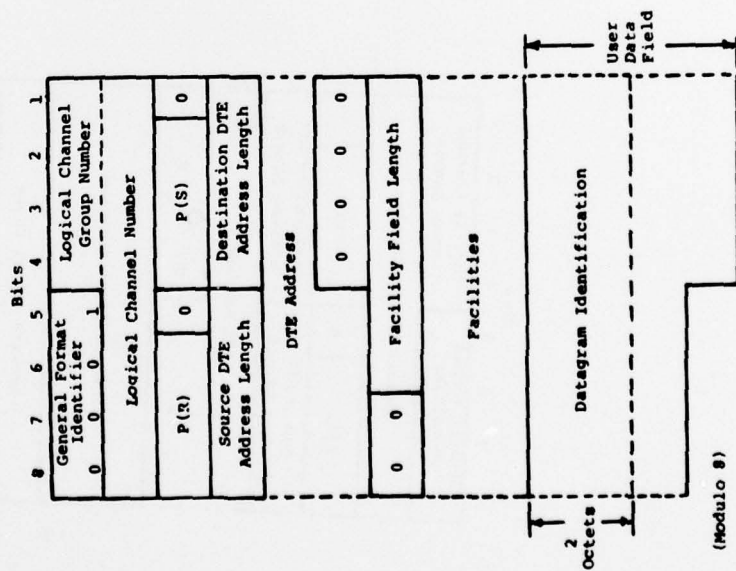 Bits
8 7 6 5 4 3 2 1
General Format
Identifier
0 0 0 1
Logical Channel
Group Number
Logical Channel Number
P(R)
0
P(S)
0
Source DTE
Address Length
Destination DTE
Address Length
DTE Address
0 0 0 0
0 0
Facility Field Length
Facilities
Datagram Identification
2
Octets
User
Data
Field
(Modulo 8)